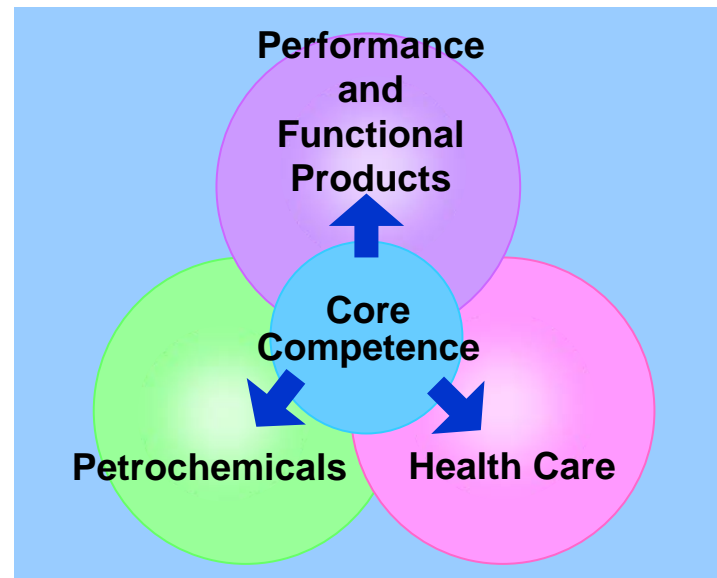 Performance
and
Functional
Products
Core
Competence
Petrochemicals
Health Care